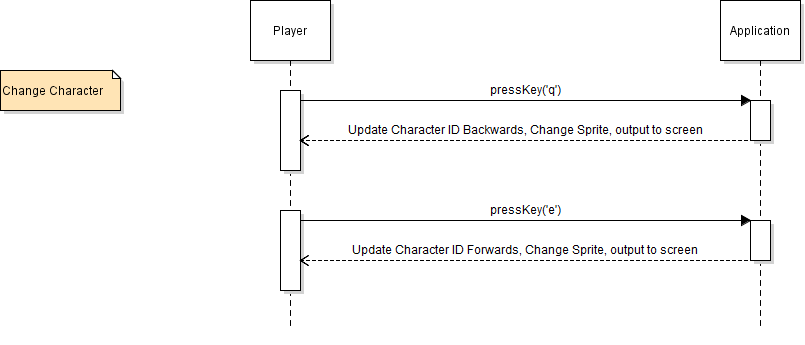 Player
Application
Change Character
pressKey('q')
Update Character ID Backwards, Change Sprite, output to screen
pressKey('e')
Update Character ID Forwards, Change Sprite, output to screen